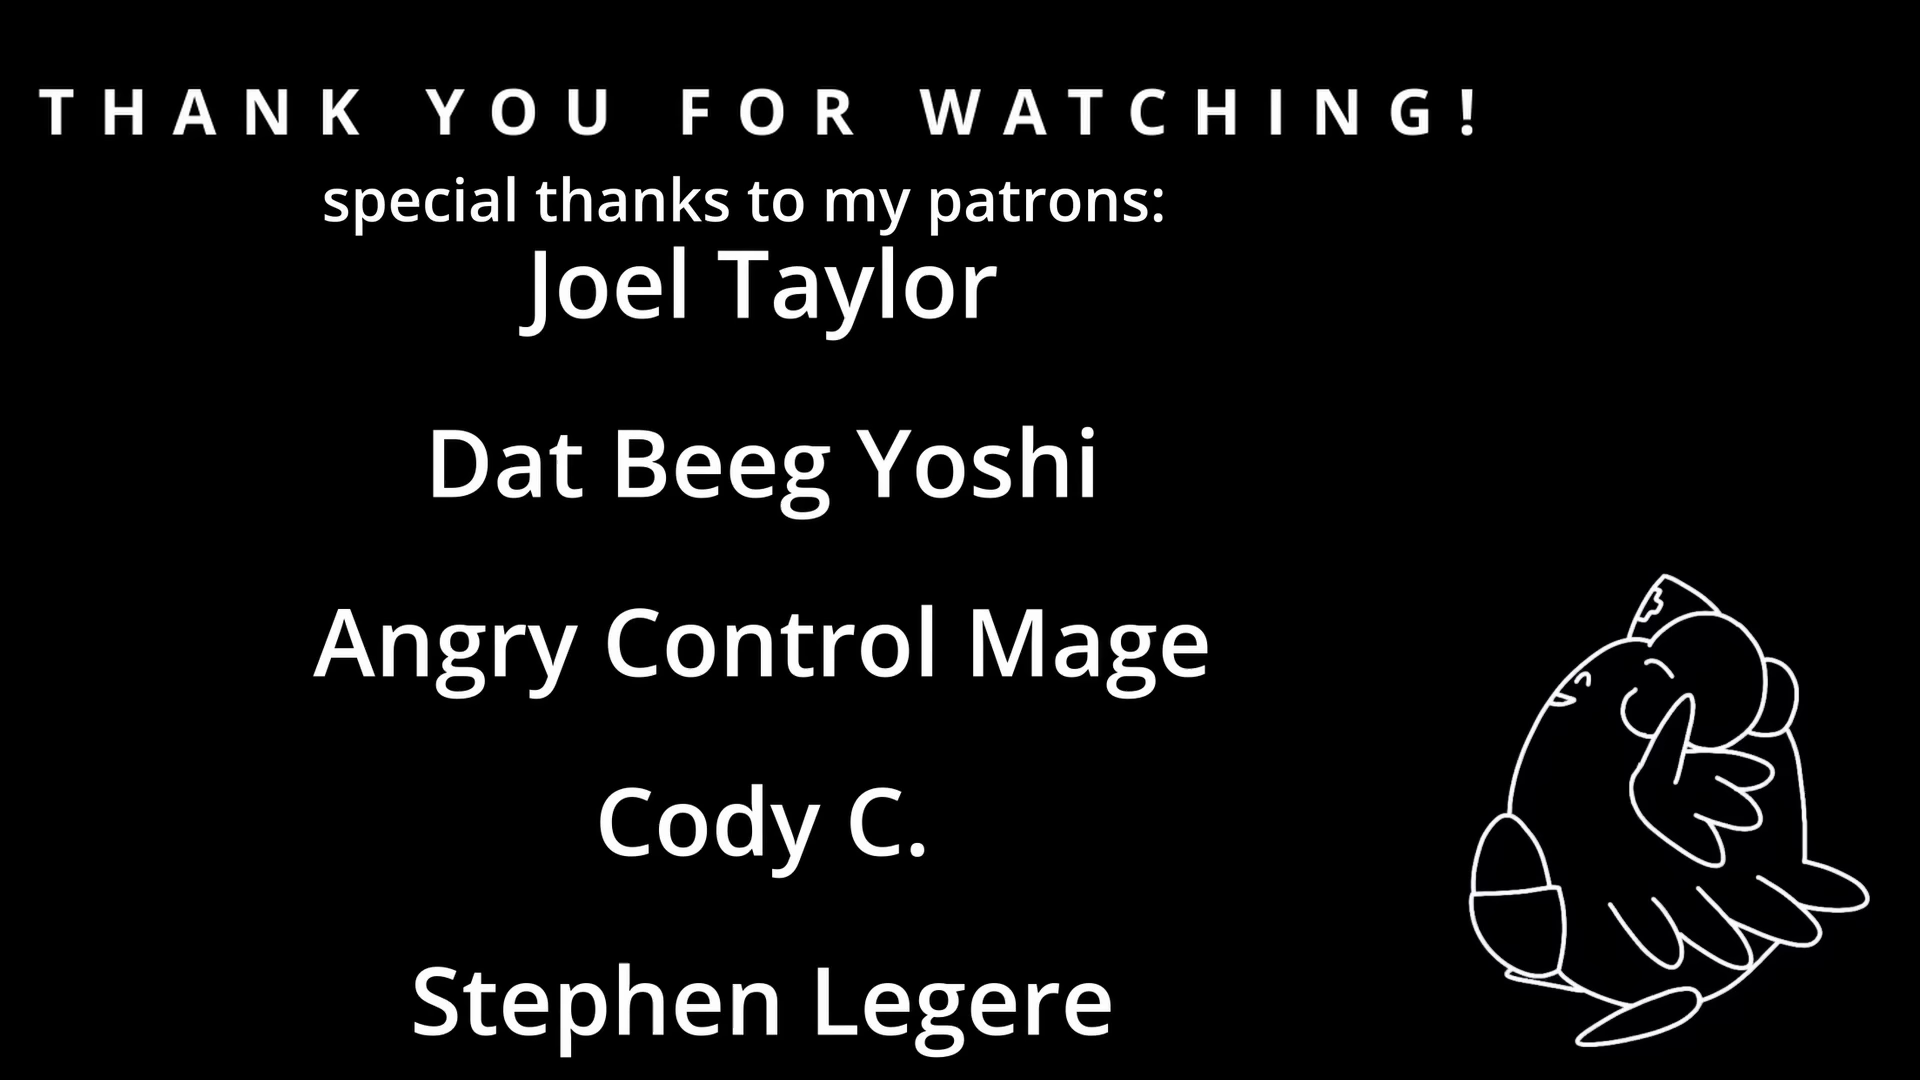 THANK YOU FOR WATCHING!
special thanks to my patrons:
Joel Taylor
Dat Beeg Yoshi
Angry Control Mage
Cody C.
Stephen Legere